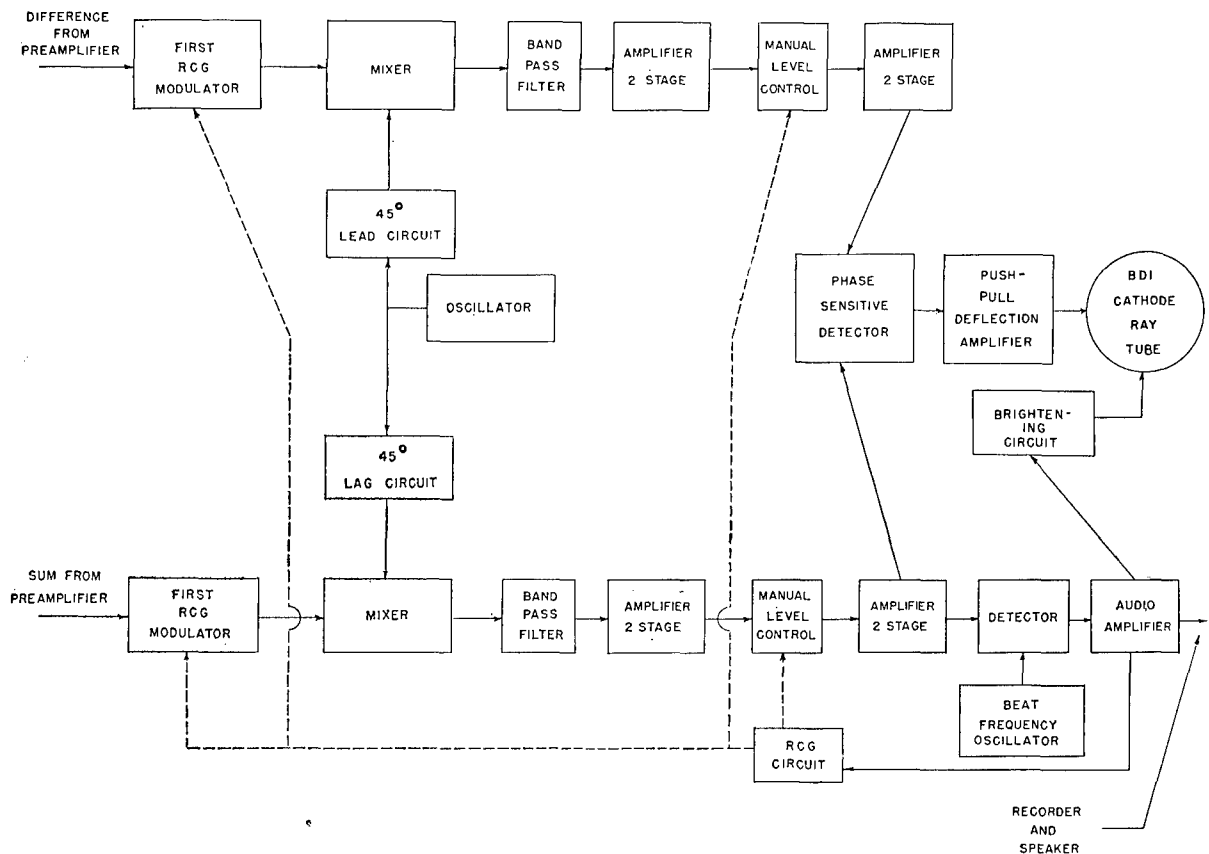 DIFFERENCE
FROM
PREAMPLIFIER
FIRST
RCG
MODULATOR
MIXER
BAND
PASS
FILTER
AMPLIFIER
2 STAGE
MANUAL
LEVEL
CONTROL
AMPLIFIER
2 STAGE
45°
LEAD CIRCUIT
OSCILLATOR
PHASE
SENSITIVE
DETECTOR
PUSH-
PULL
DEFLECTION
AMPLIFIER
BDI
CATHODE
RAY
TUBE
BRIGHTEN-
ING
CIRCUIT
45°
LAG CIRCUIT
SUM FROM
PREAMPLIFIER
FIRST
RCG
MODULATOR
MIXER
BAND
PASS
FILTER
AMPLIFIER
2 STAGE
MANUAL
LEVEL
CONTROL
AMPLIFIER
2 STAGE
DETECTOR
AUDIO
AMPLIFIER
BEAT
FREQUENCY
OSCILLATOR
RCG
CIRCUIT
RECORDER
AND
SPEAKER